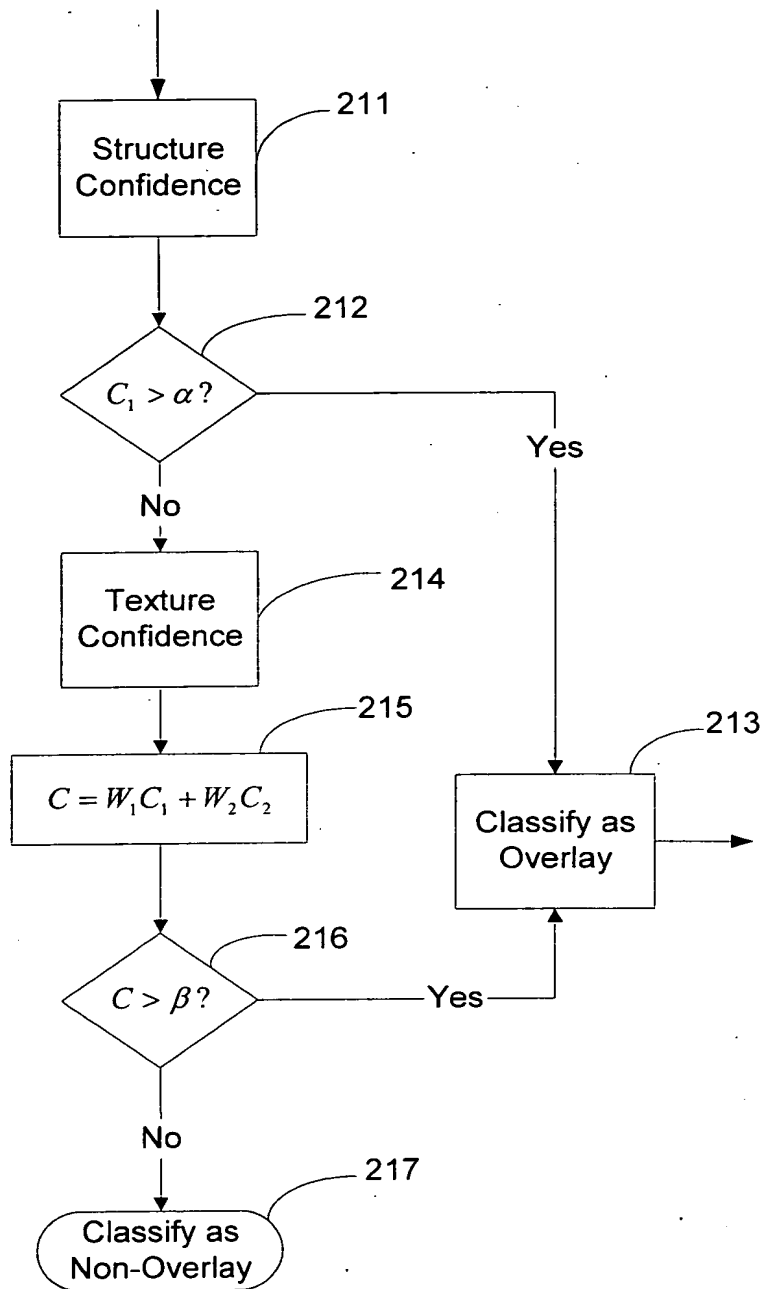 211
Structure
Confidence
212
C₁ > α?
Yes
No
214
Texture
Confidence
215
C = W₁C₁ + W₂C₂
213
Classify as
Overlay
216
C > β?
Yes
No
217
Classify as
Non-Overlay